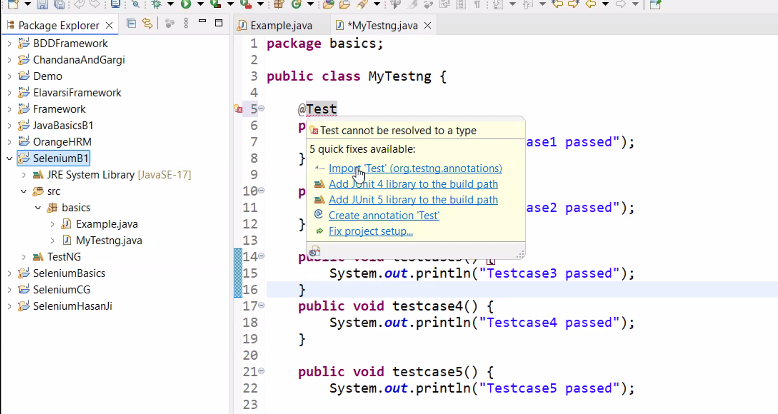 Package Explorer
BDDFramework
ChandanaAndGargi
Demo
ElavarsiFramework
Framework
JavaBasicsB1
OrangeHRM
SeleniumB1
JRE System Library [JavaSE-17]
src
basics
Example.java
MyTestng.java
TestNG
SeleniumBasics
SeleniumCG
SeleniumHasanJi
Example.java
*MyTestng.java
1 package basics;
2
3 public class MyTestng {
4
5 @Test
6 p
7 case1 passed");
8 }
9
10 p
11 case2 passed");
12 }
13
14 public void testcase3() {
15 System.out.println("Testcase3 passed");
16 }
17 public void testcase4() {
18 System.out.println("Testcase4 passed");
19 }
20
21 public void testcase5() {
22 System.out.println("Testcase5 passed");
23
Test cannot be resolved to a type
5 quick fixes available:
Import 'Test' (org.testng.annotations)
Add JUnit 4 library to the build path
Add JUnit 5 library to the build path
Create annotation 'Test'
Fix project setup...